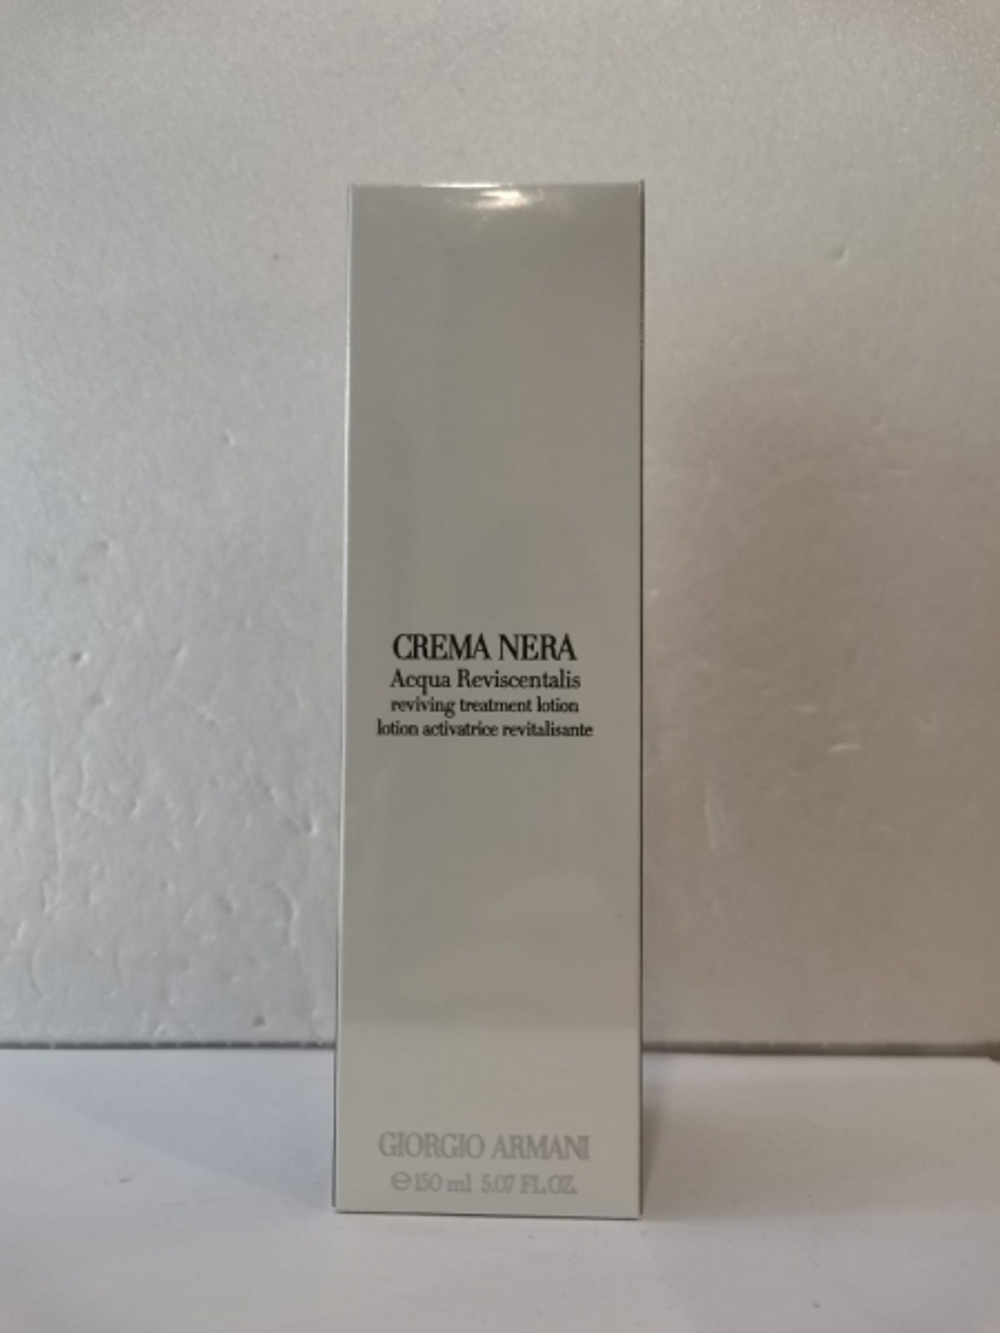 CREMA NERA
Acqua Reviscentalis
reviving treatment lotion
lotion activatrice revitalisante
GIORGIO ARMANI
℮ 150 ml 5.07 FL.OZ.